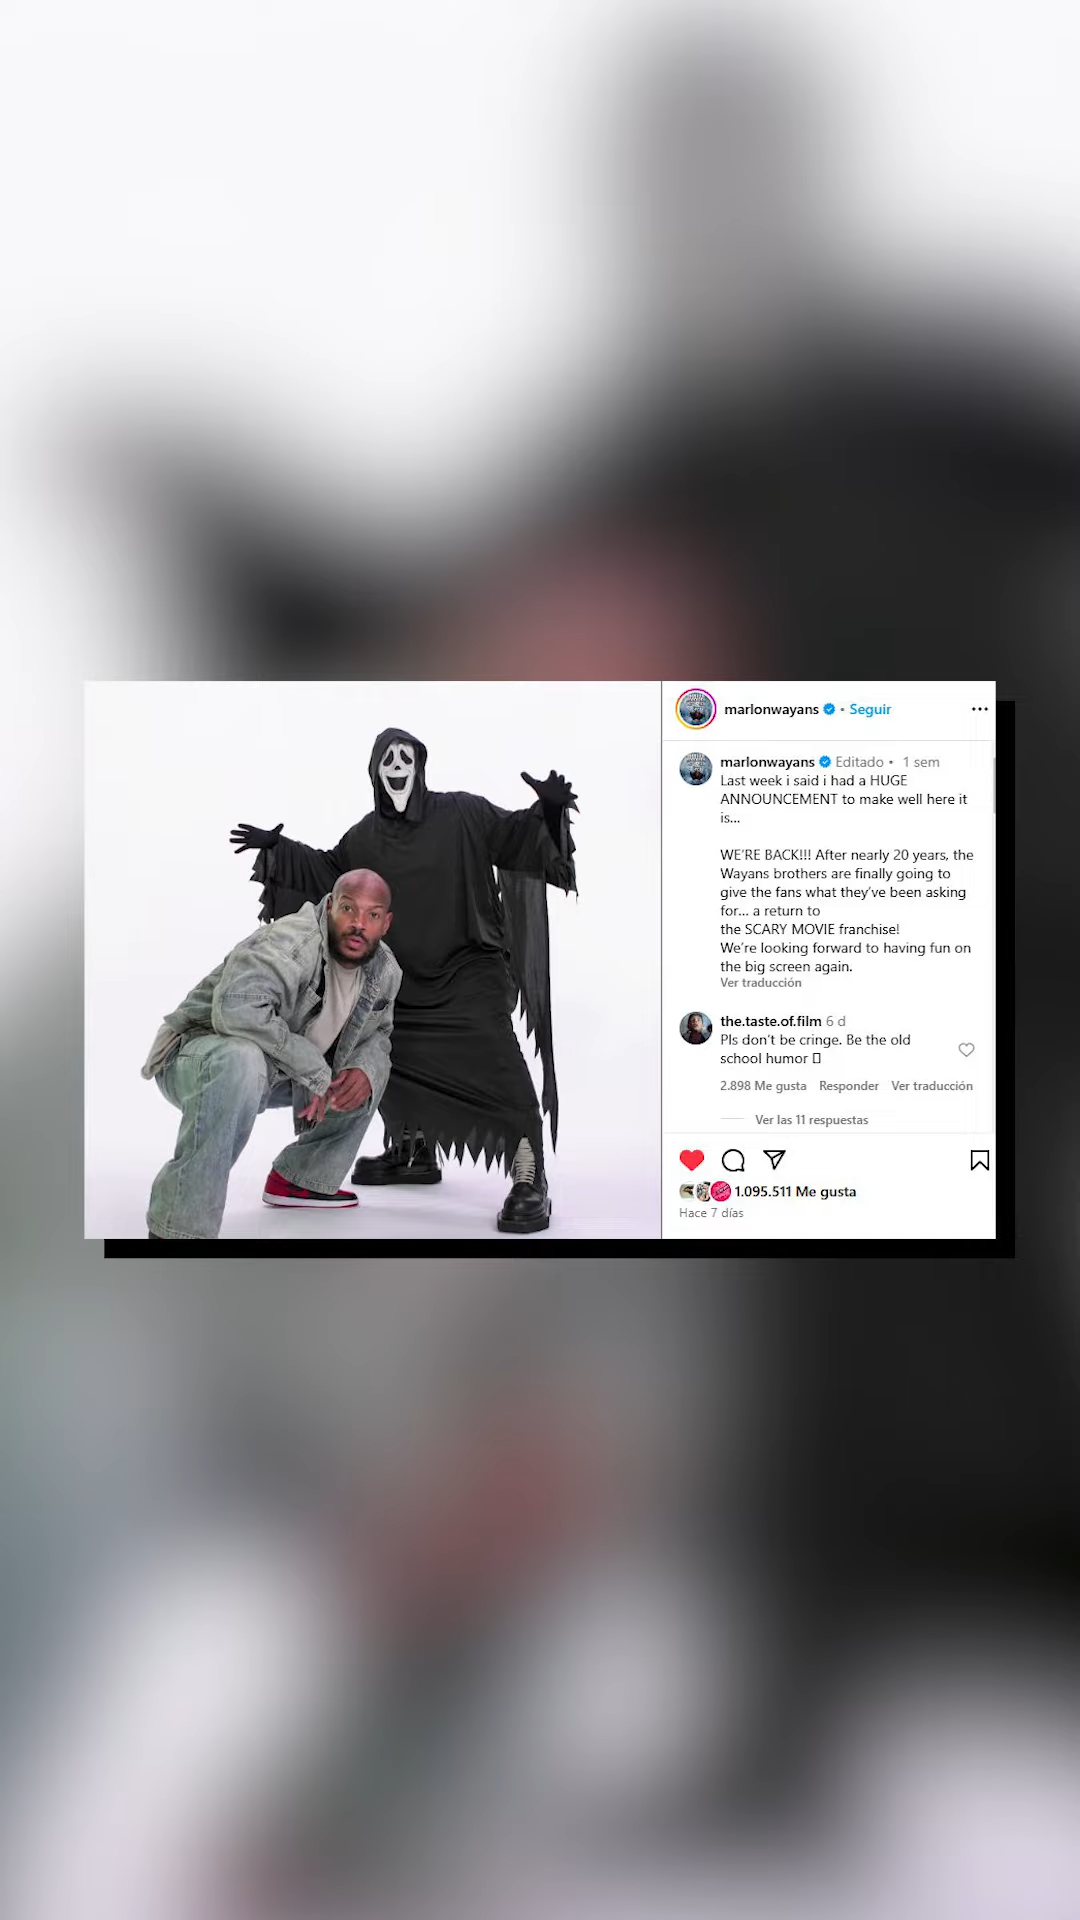 marlonwayans • Seguir
marlonwayans Editado • 1 sem
Last week i said i had a HUGE
ANNOUNCEMENT to make well here it
is...
WE'RE BACK!!! After nearly 20 years, the
Wayans brothers are finally going to
give the fans what they've been asking
for... a return to
the SCARY MOVIE franchise!
We're looking forward to having fun on
the big screen again.
Ver traducción
the.taste.of.film 6 d
Pls don't be cringe. Be the old
school humor
2.898 Me gusta Responder Ver traducción
Ver las 11 respuestas
1.095.511 Me gusta
Hace 7 días